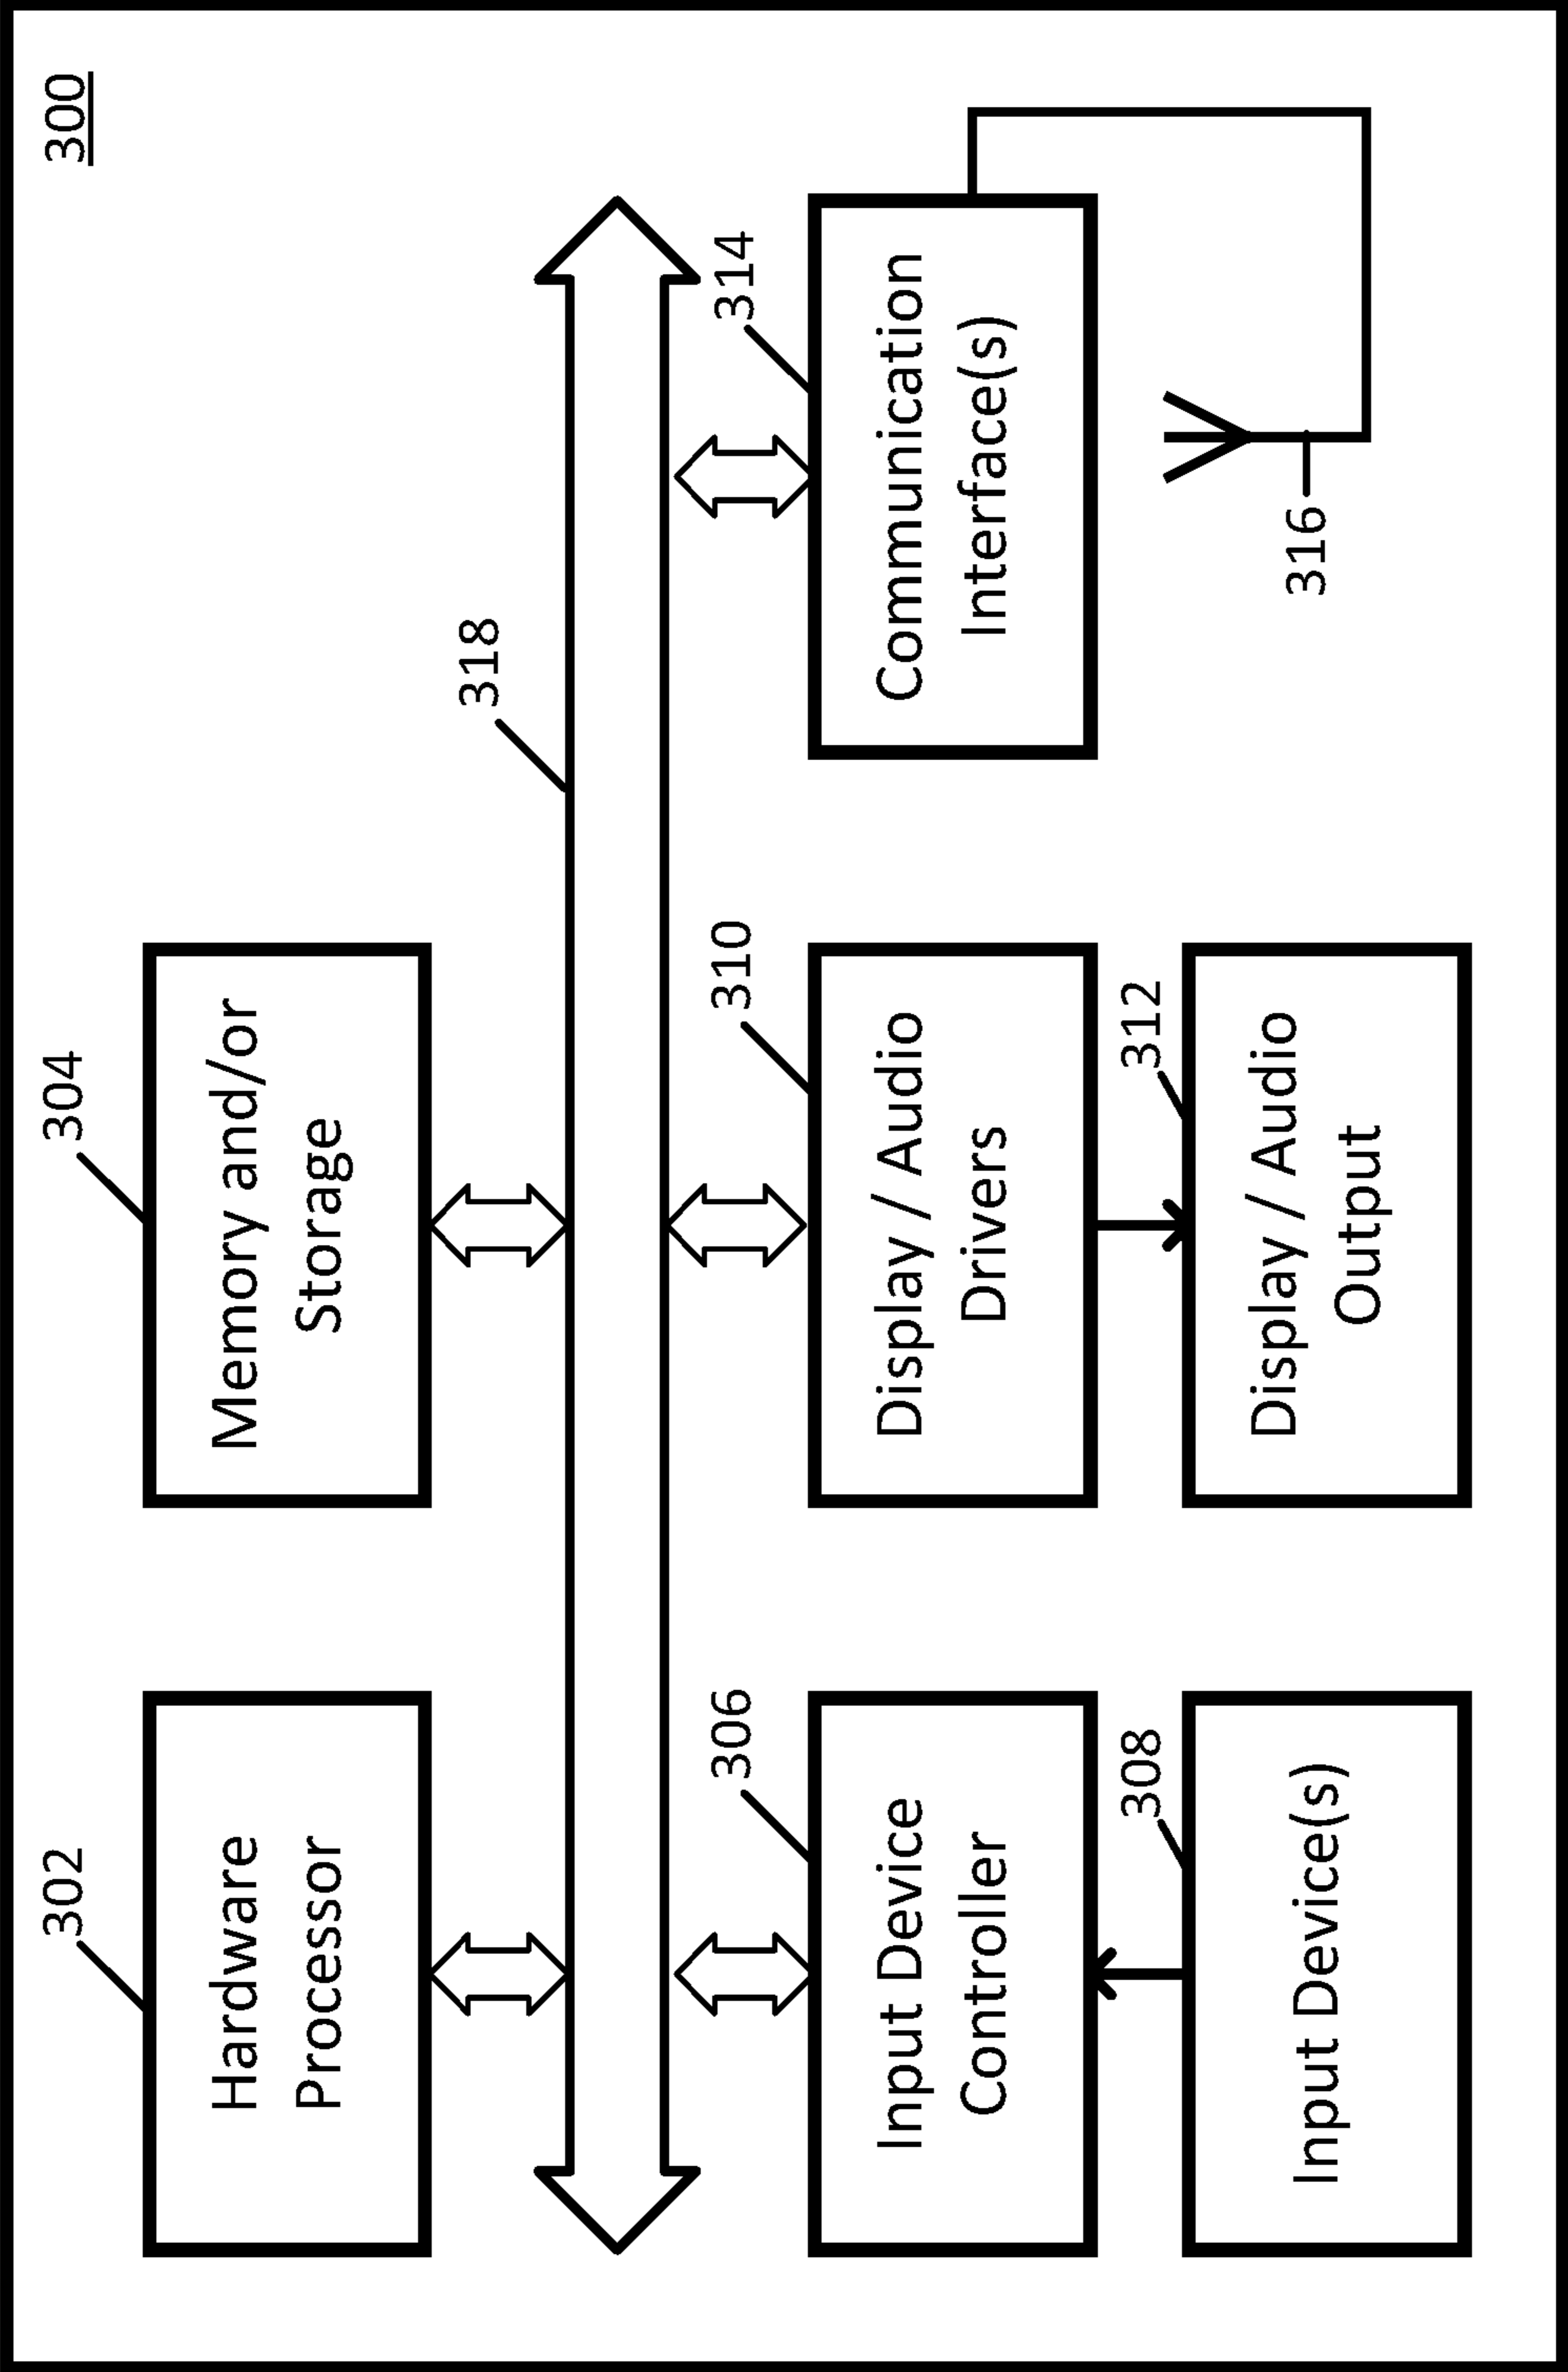 300
302
Hardware
Processor
304
Memory and/or
Storage
318
306
Input Device
Controller
310
Display / Audio
Drivers
314
Communication
Interface(s)
308
Input Device(s)
312
Display / Audio
Output
316